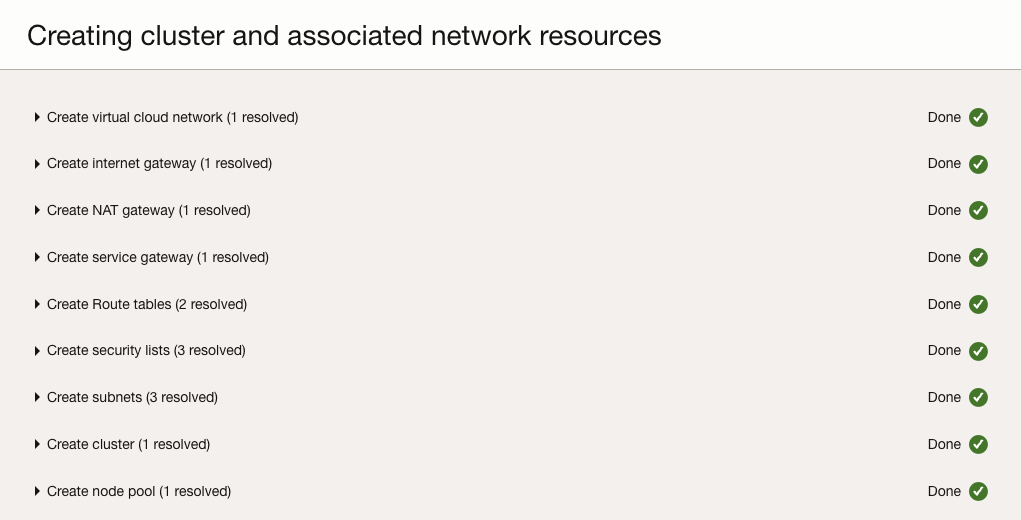 Creating cluster and associated network resources
Create virtual cloud network (1 resolved) Done
Create internet gateway (1 resolved) Done
Create NAT gateway (1 resolved) Done
Create service gateway (1 resolved) Done
Create Route tables (2 resolved) Done
Create security lists (3 resolved) Done
Create subnets (3 resolved) Done
Create cluster (1 resolved) Done
Create node pool (1 resolved) Done